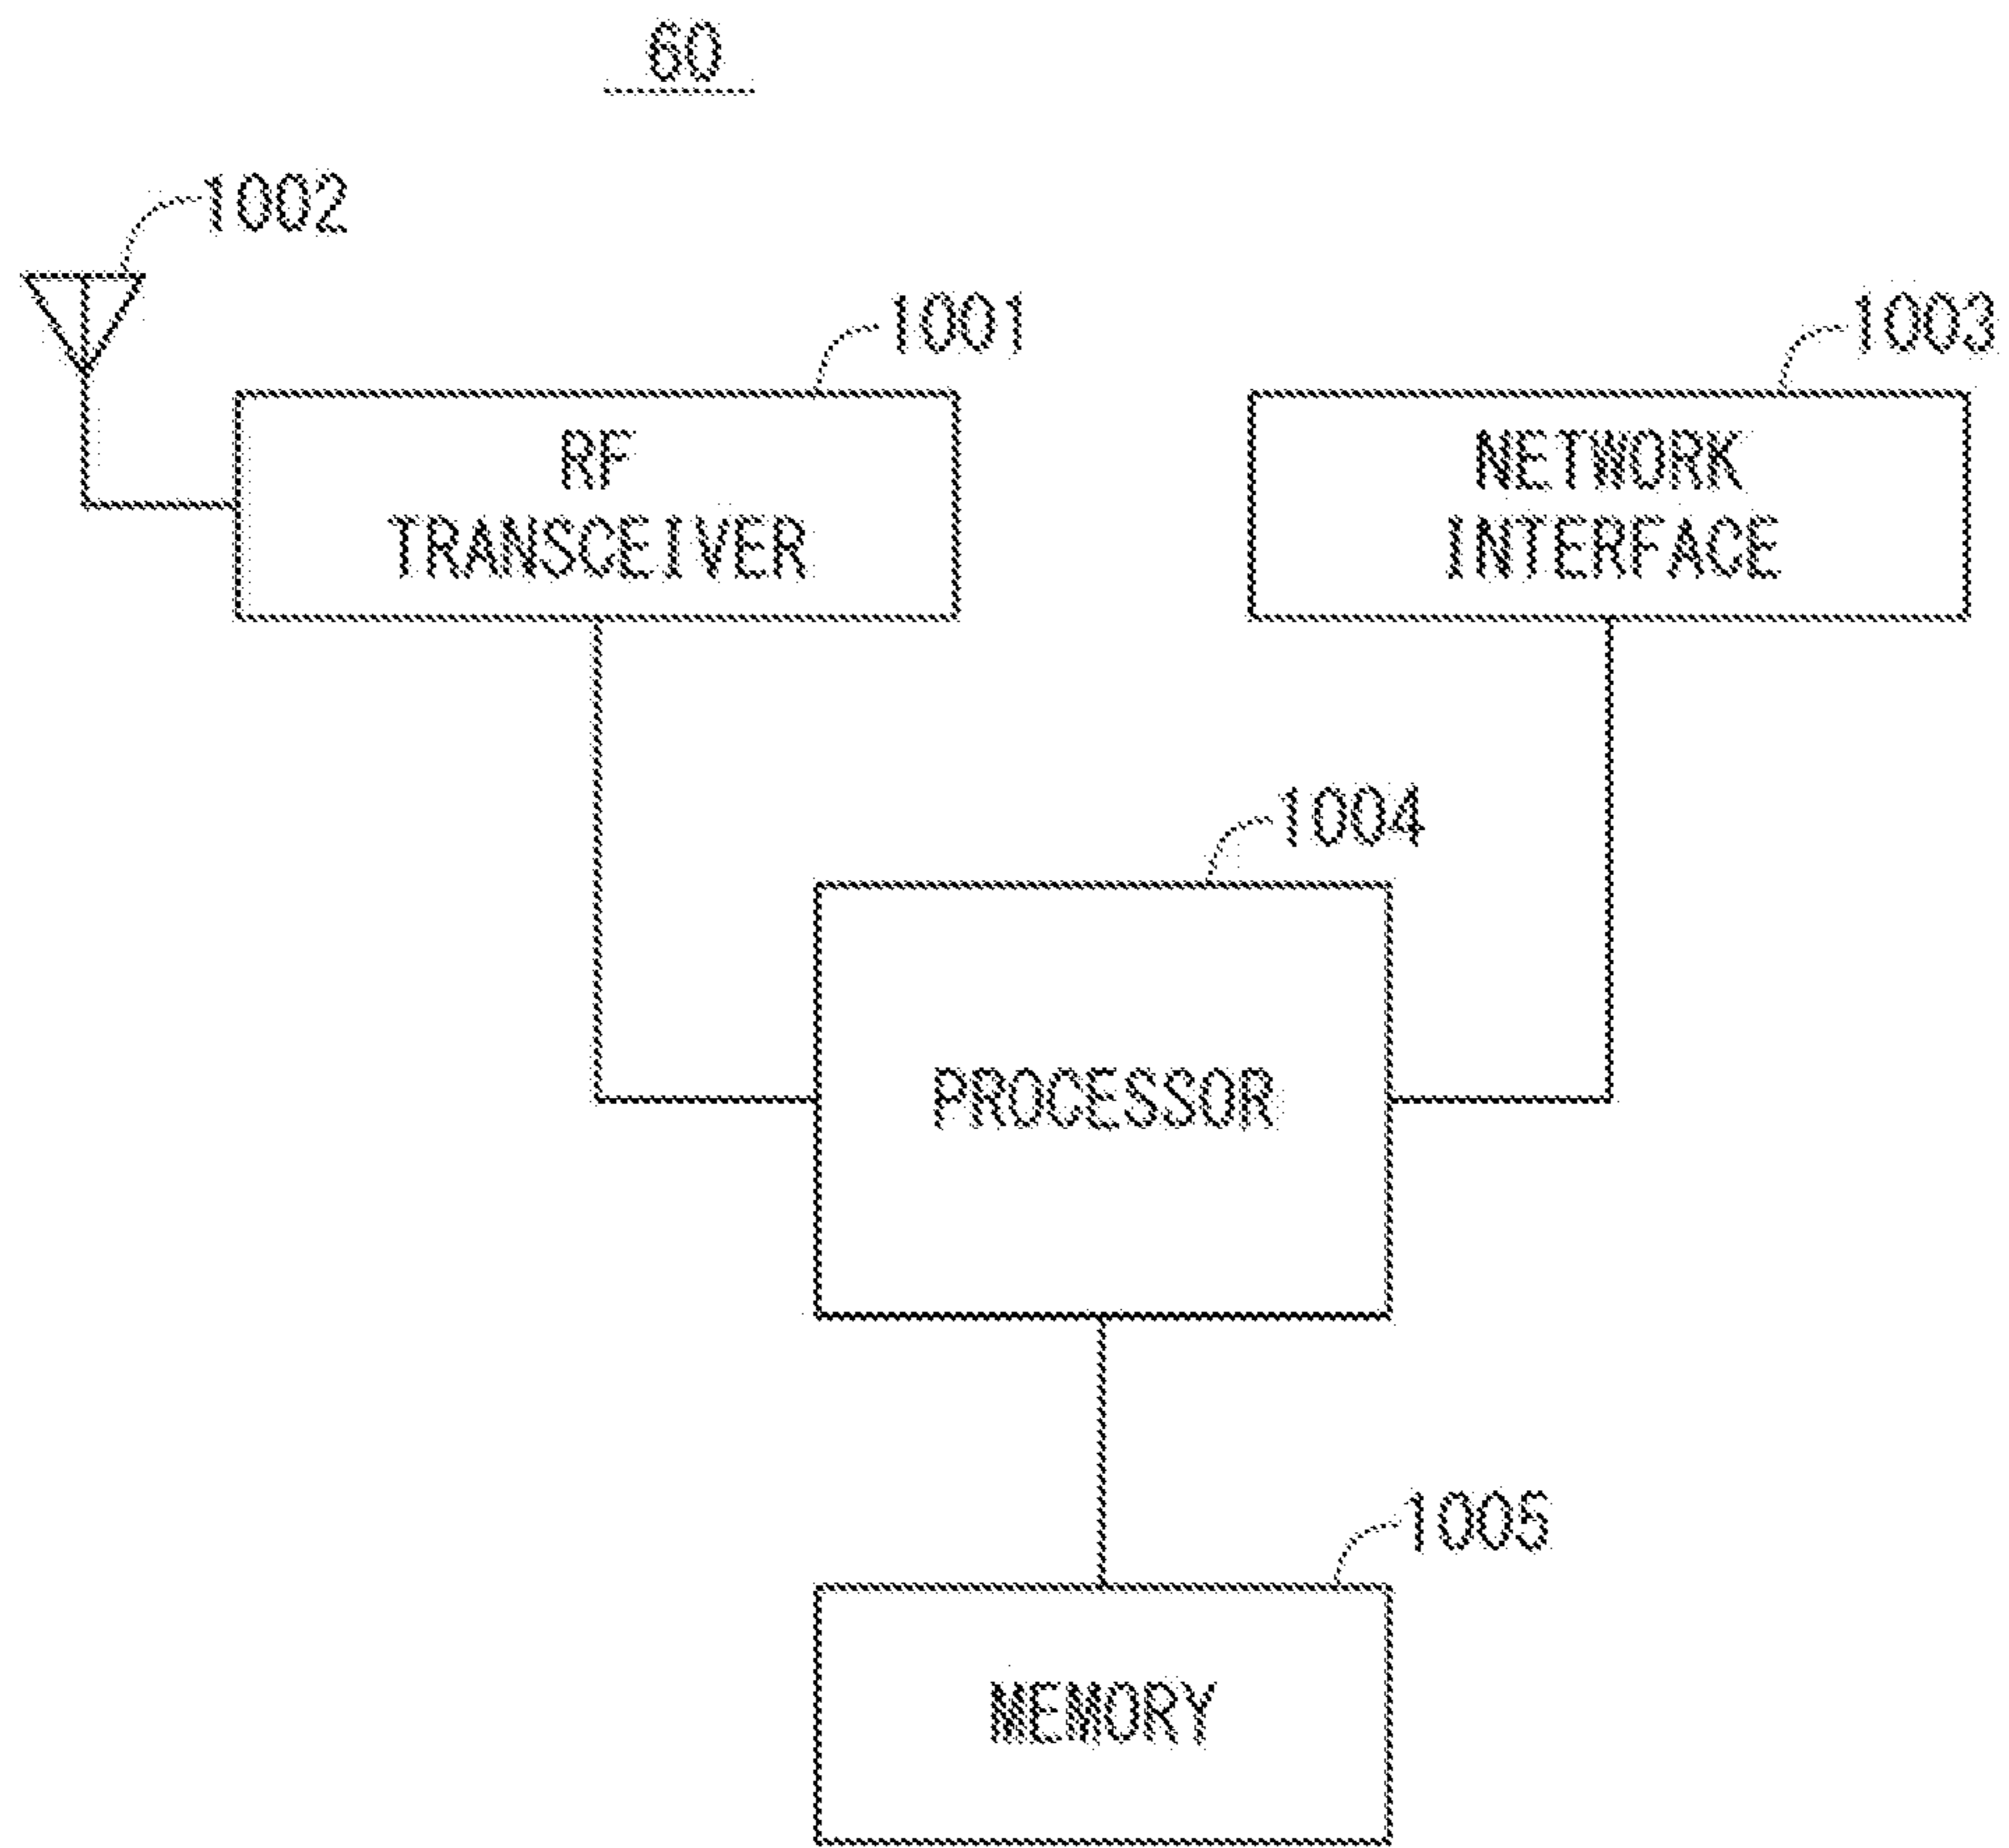 60
1002
1001
1003
RF
TRANSCEIVER
NETWORK
INTERFACE
1004
PROCESSOR
1005
MEMORY